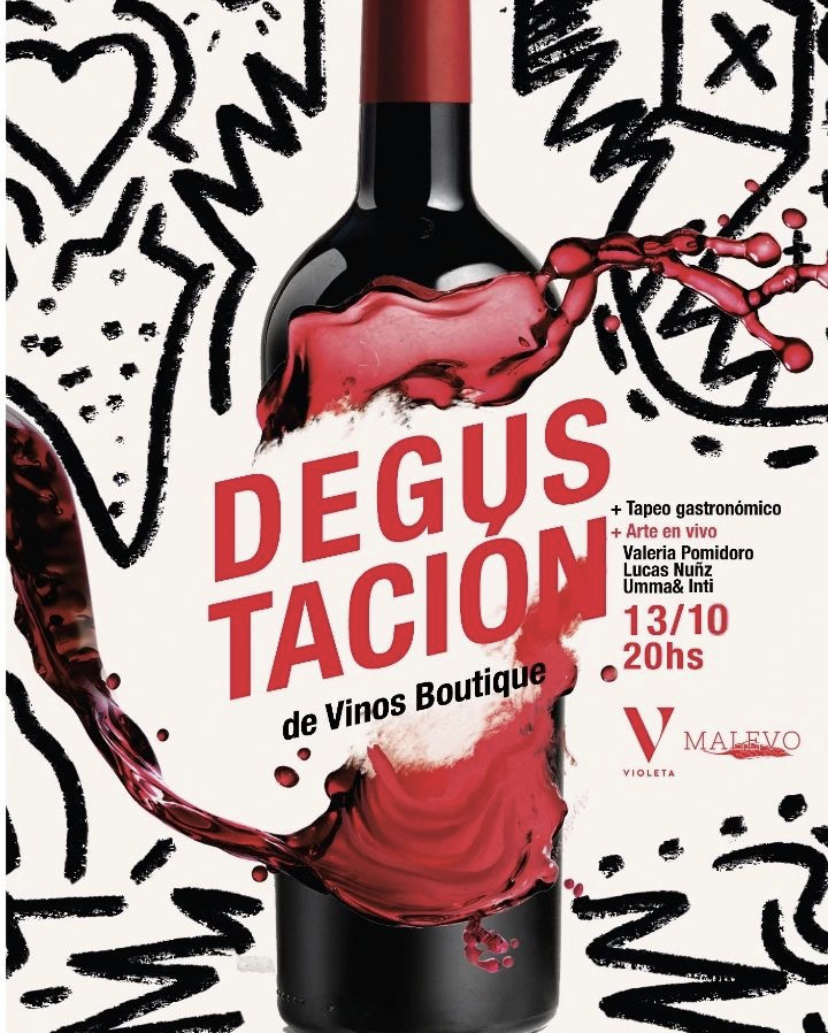 DEGUS
TACIÓN
de Vinos Boutique
+ Tapeo gastronómico
+ Arte en vivo
Valeria Pomidoro
Lucas Nuñz
Umma& Inti
13/10
20hs
V
VIOLETA
MALEVO